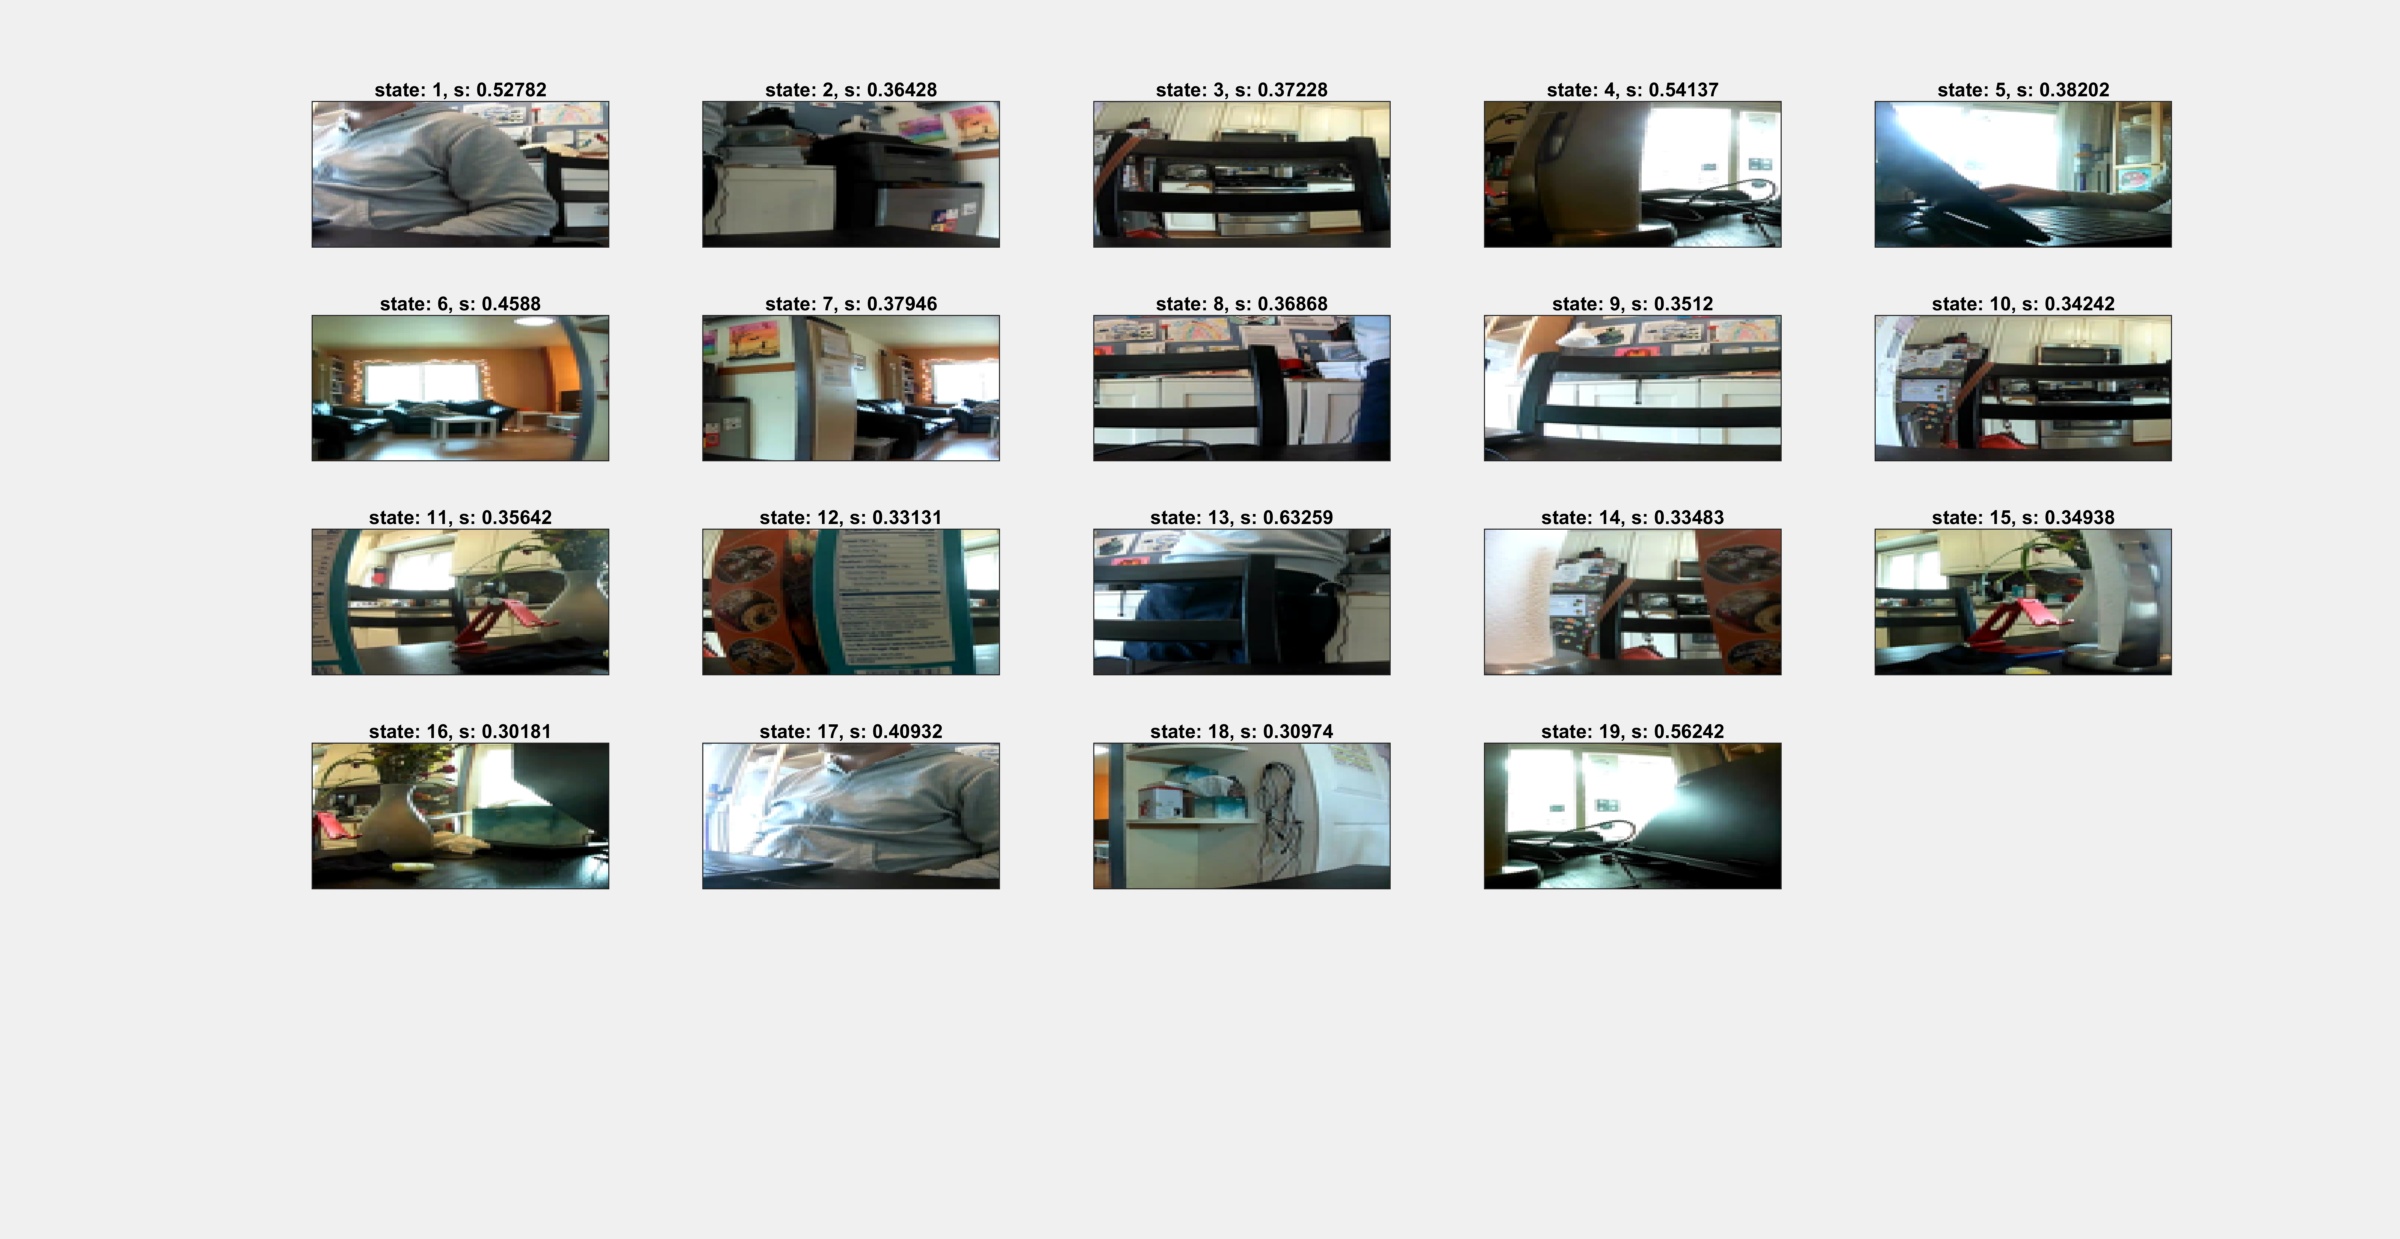 state: 1, s: 0.52782
state: 2, s: 0.36428
state: 3, s: 0.37228
state: 4, s: 0.54137
state: 5, s: 0.38202
state: 6, s: 0.4588
state: 7, s: 0.37946
state: 8, s: 0.36868
state: 9, s: 0.3512
state: 10, s: 0.34242
state: 11, s: 0.35642
state: 12, s: 0.33131
state: 13, s: 0.63259
state: 14, s: 0.33483
state: 15, s: 0.34938
state: 16, s: 0.30181
state: 17, s: 0.40932
state: 18, s: 0.30974
state: 19, s: 0.56242